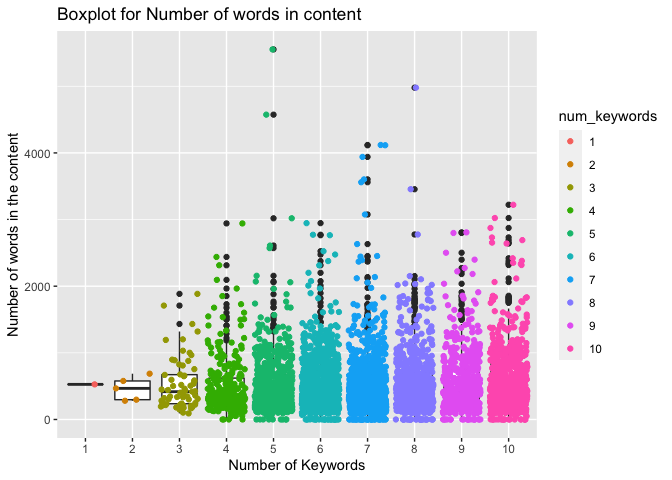 Boxplot for Number of words in content
Number of words in the content
4000
2000
0
1 2 3 4 5 6 7 8 9 10
Number of Keywords
num_keywords
1
2
3
4
5
6
7
8
9
10